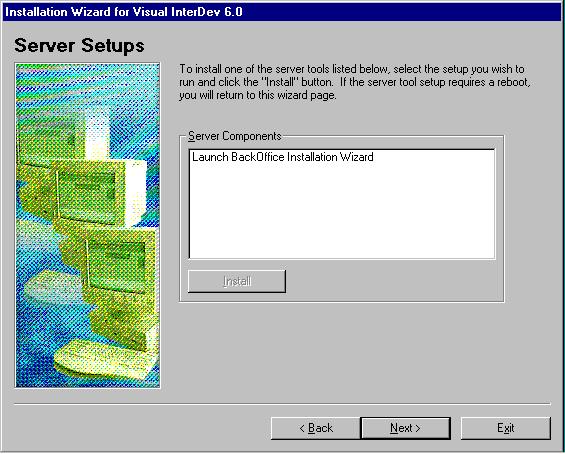 Installation Wizard for Visual InterDev 6.0
Server Setups
To install one of the server tools listed below, select the setup you wish to
run and click the "Install" button.  If the server tool setup requires a reboot,
you will return to this wizard page.
Server Components
Launch BackOffice Installation Wizard
Install
< Back
Next >
Exit